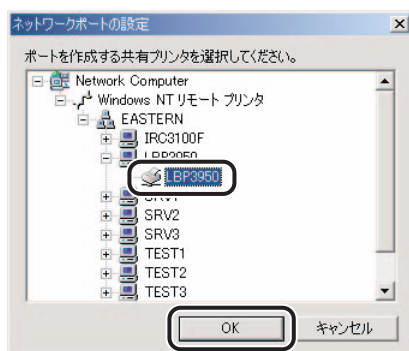 ネットワークポートの設定
ポートを作成する共有プリンタを選択してください。
Network Computer
Windows NT リモート プリンタ
EASTERN
IRC3100F
LBP3950
LBP3950
SRV1
SRV2
SRV3
TEST1
TEST2
TEST3
OK
キャンセル